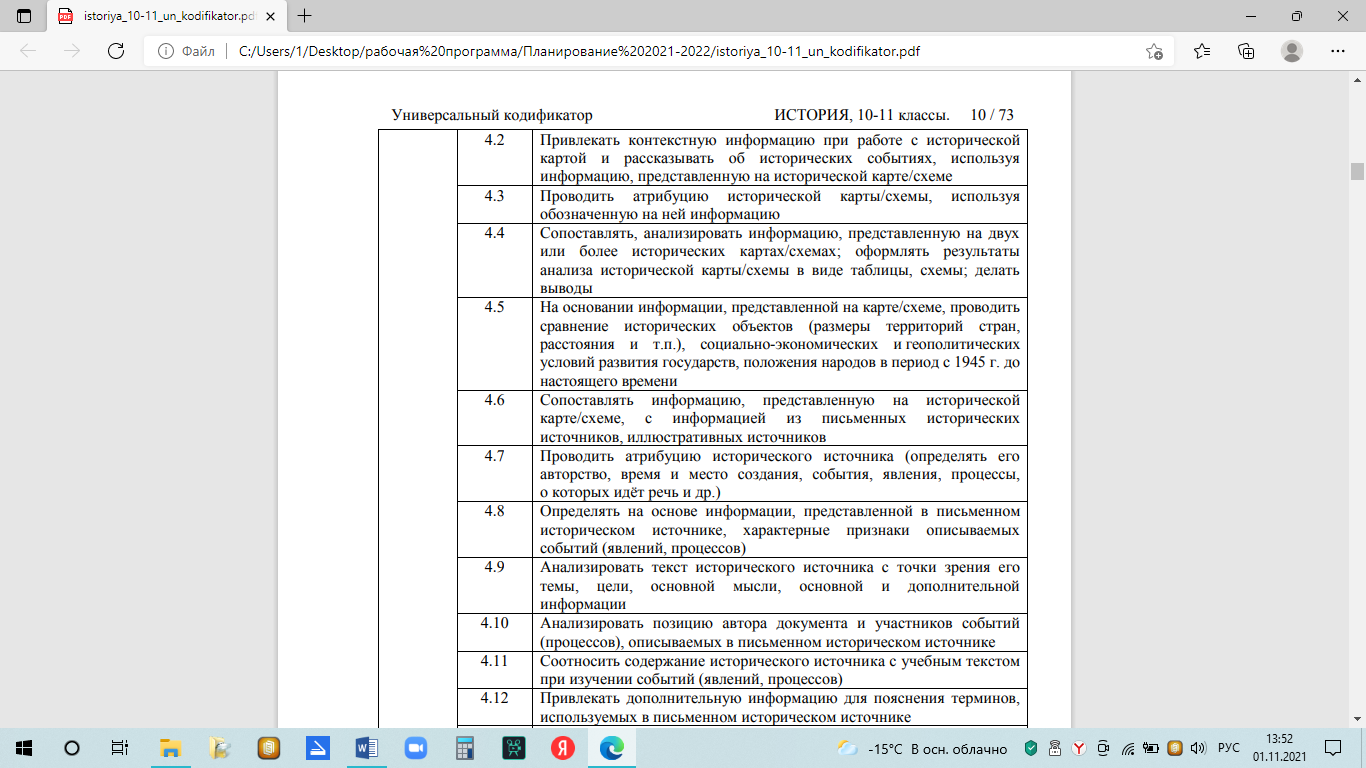 istoriya_10-11_un_kodifikator.pdf
Файл
C:/Users/1/Desktop/рабочая%20программа/Планирование%202021-2022/istoriya_10-11_un_kodifikator.pdf
Универсальный кодификатор ИСТОРИЯ, 10-11 классы. 10 / 73
4.2 Привлекать контекстную информацию при работе с исторической
картой и рассказывать об исторических событиях, используя
информацию, представленную на исторической карте/схеме
4.3 Проводить атрибуцию исторической карты/схемы, используя
обозначенную на ней информацию
4.4 Сопоставлять, анализировать информацию, представленную на двух
или более исторических картах/схемах; оформлять результаты
анализа исторической карты/схемы в виде таблицы, схемы; делать
выводы
4.5 На основании информации, представленной на карте/схеме, проводить
сравнение исторических объектов (размеры территорий стран,
расстояния и т.п.), социально-экономических и геополитических
условий развития государств, положения народов в период с 1945 г. до
настоящего времени
4.6 Сопоставлять информацию, представленную на исторической
карте/схеме, с информацией из письменных исторических
источников, иллюстративных источников
4.7 Проводить атрибуцию исторического источника (определять его
авторство, время и место создания, события, явления, процессы,
о которых идёт речь и др.)
4.8 Определять на основе информации, представленной в письменном
историческом источнике, характерные признаки описываемых
событий (явлений, процессов)
4.9 Анализировать текст исторического источника с точки зрения его
темы, цели, основной мысли, основной и дополнительной
информации
4.10 Анализировать позицию автора документа и участников событий
(процессов), описываемых в письменном историческом источнике
4.11 Соотносить содержание исторического источника с учебным текстом
при изучении событий (явлений, процессов)
4.12 Привлекать дополнительную информацию для пояснения терминов,
используемых в письменном историческом источнике
-15°C В осн. облачно
РУС
13:52
01.11.2021